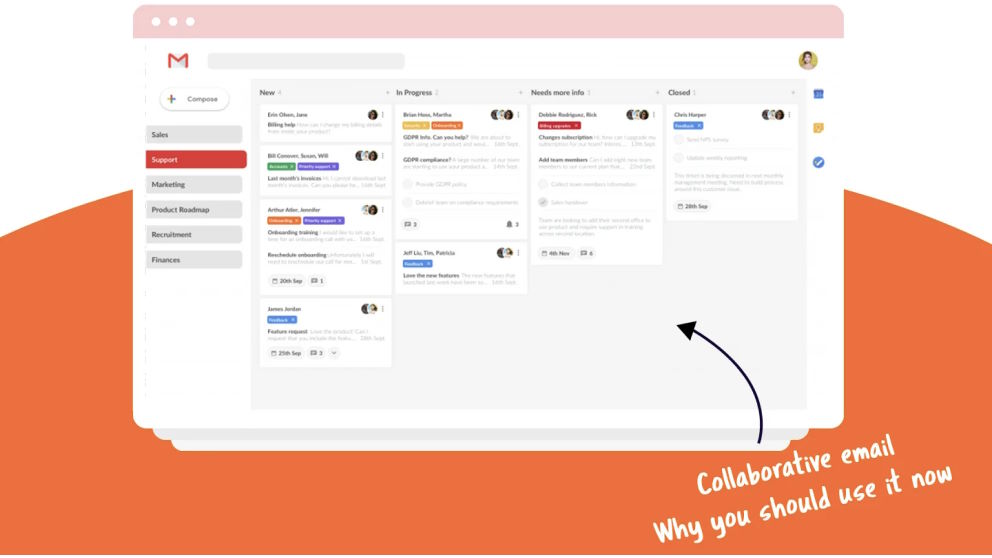 Compose
Sales
Support
Marketing
Product Roadmap
Recruitment
Finances
New 4
Erin Olsen, Jane
Billing help How can I change my billing details
from inside your product?
Bill Conover, Susan, Will
Accounts × Priority support ×
Last month's invoices Hi, I cannot download last
month's invoices. Can you please he... 16th Sept
Arthur Atler, Jennifer
Onboarding × Priority support ×
Onboarding training I would like to set up a
time for an onboarding call with yo... 16th Sept
Reschedule onboarding Unfortunately I will
need to reschedule our call for nex... 1st Sept
20th Sep 1
James Jordan
Feedback ×
Feature request Love the product! Can I
request that you include the featu... 28th Sept
25th Sep 3
In Progress 2
Brian Hess, Martha
Security × Onboarding ×
GDPR Info. Can you help? We are about to
start using your product and woul... 16th Sept
GDPR compliance? A large number of our team
are starting to use your product a... 14th Sept
Provide GDPR policy
Debrief team on compliance requirements
3 3
Jeff Liu, Tim, Patricia
Feedback ×
Love the new features The new features that
launched last week have been so... 16th Sept
Needs more info 1
Debbie Rodriguez, Rick
Billing upgrades ×
Changes subscription Hi, how can I upgrade my
subscription for our team? Interes... 13th Sept
Add team members Can I add eight new team
members to our current plan that... 22nd Sep
Collect team members information
Sales handover
Team are looking to add their second office to
our product and require support in training
across second location.
4th Nov 6
Closed 1
Chris Harper
Feedback ×
Send NPS survey
Update weekly reporting
This ticket is being discussed in next monthly
management meeting. Need to build process
around this customer issue.
28th Sep
Collaborative email
Why you should use it now